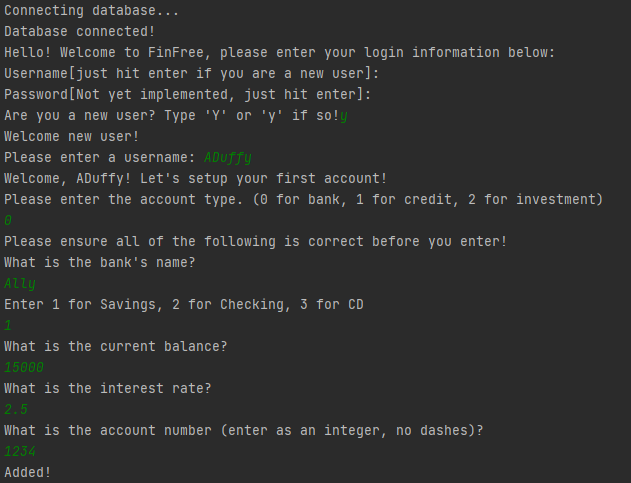 Connecting database...
Database connected!
Hello! Welcome to FinFree, please enter your login information below:
Username[just hit enter if you are a new user]:
Password[Not yet implemented, just hit enter]:
Are you a new user? Type 'Y' or 'y' if so!y
Welcome new user!
Please enter a username: ADuffy
Welcome, ADuffy! Let's setup your first account!
Please enter the account type. (0 for bank, 1 for credit, 2 for investment)
0
Please ensure all of the following is correct before you enter!
What is the bank's name?
Ally
Enter 1 for Savings, 2 for Checking, 3 for CD
1
What is the current balance?
15000
What is the interest rate?
2.5
What is the account number (enter as an integer, no dashes)?
1234
Added!